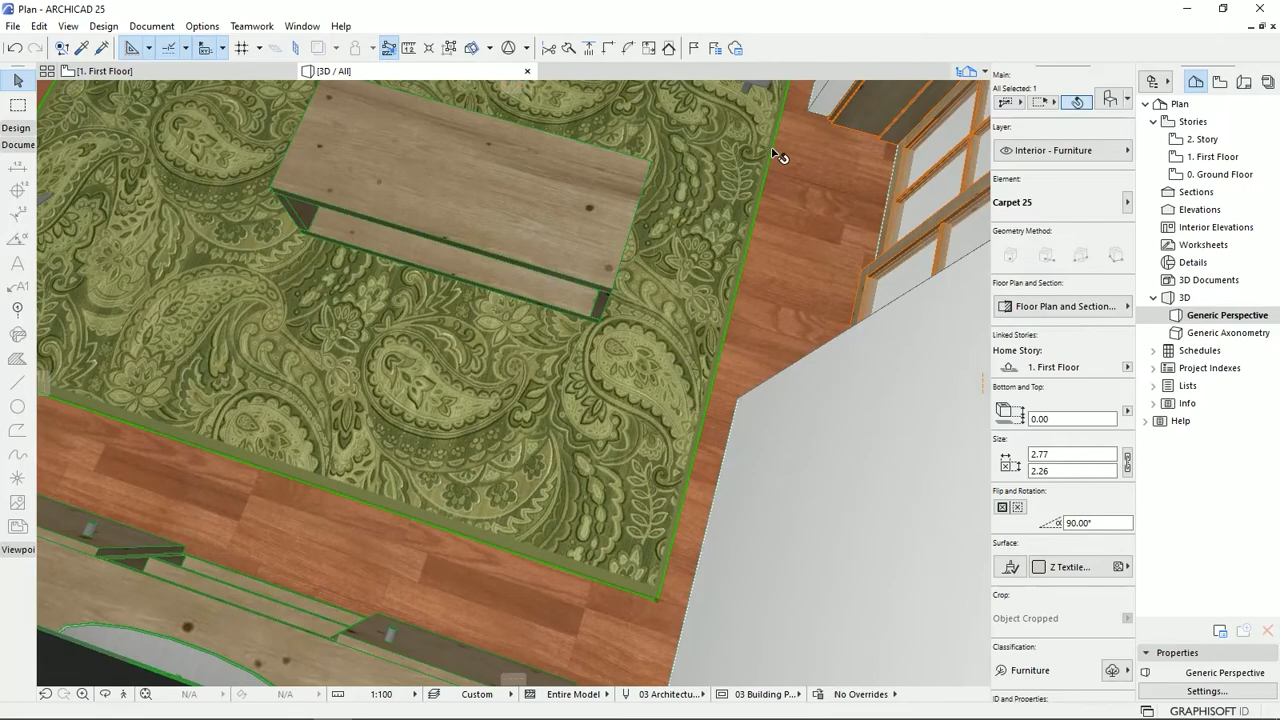 Plan - ARCHICAD 25
File Edit View Design Document Options Teamwork Window Help
[1. First Floor]
[3D / All]
Design
Docume
Viewpoi
Main:
All Selected: 1
Layer:
Interior - Furniture
Element:
Carpet 25
Geometry Method:
Floor Plan and Section:
Floor Plan and Section...
Linked Stories:
Home Story:
1. First Floor
Bottom and Top:
0.00
Size:
2.77
2.26
Flip and Rotation:
90.00°
Surface:
Z Textile...
Crop:
Object Cropped
Classification:
Furniture
ID and Properties:
Plan
Stories
2. Story
1. First Floor
0. Ground Floor
Sections
Elevations
Interior Elevations
Worksheets
Details
3D Documents
3D
Generic Perspective
Generic Axonometry
Schedules
Project Indexes
Lists
Info
Help
Properties
Generic Perspective
Settings...
N/A N/A 1:100 Custom Entire Model 03 Architectu... 03 Building P... No Overrides
GRAPHISOFT ID